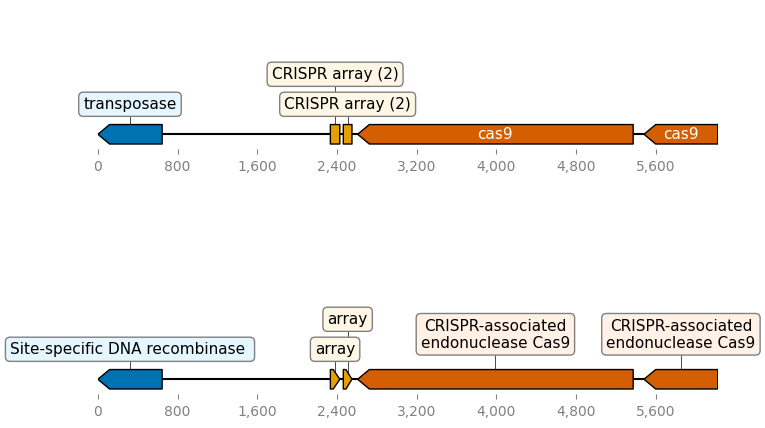 CRISPR array (2)
transposase
CRISPR array (2)
cas9
cas9
0
800
1,600
2,400
3,200
4,000
4,800
5,600
array
CRISPR-associated
endonuclease Cas9
CRISPR-associated
endonuclease Cas9
Site-specific DNA recombinase
array
0
800
1,600
2,400
3,200
4,000
4,800
5,600